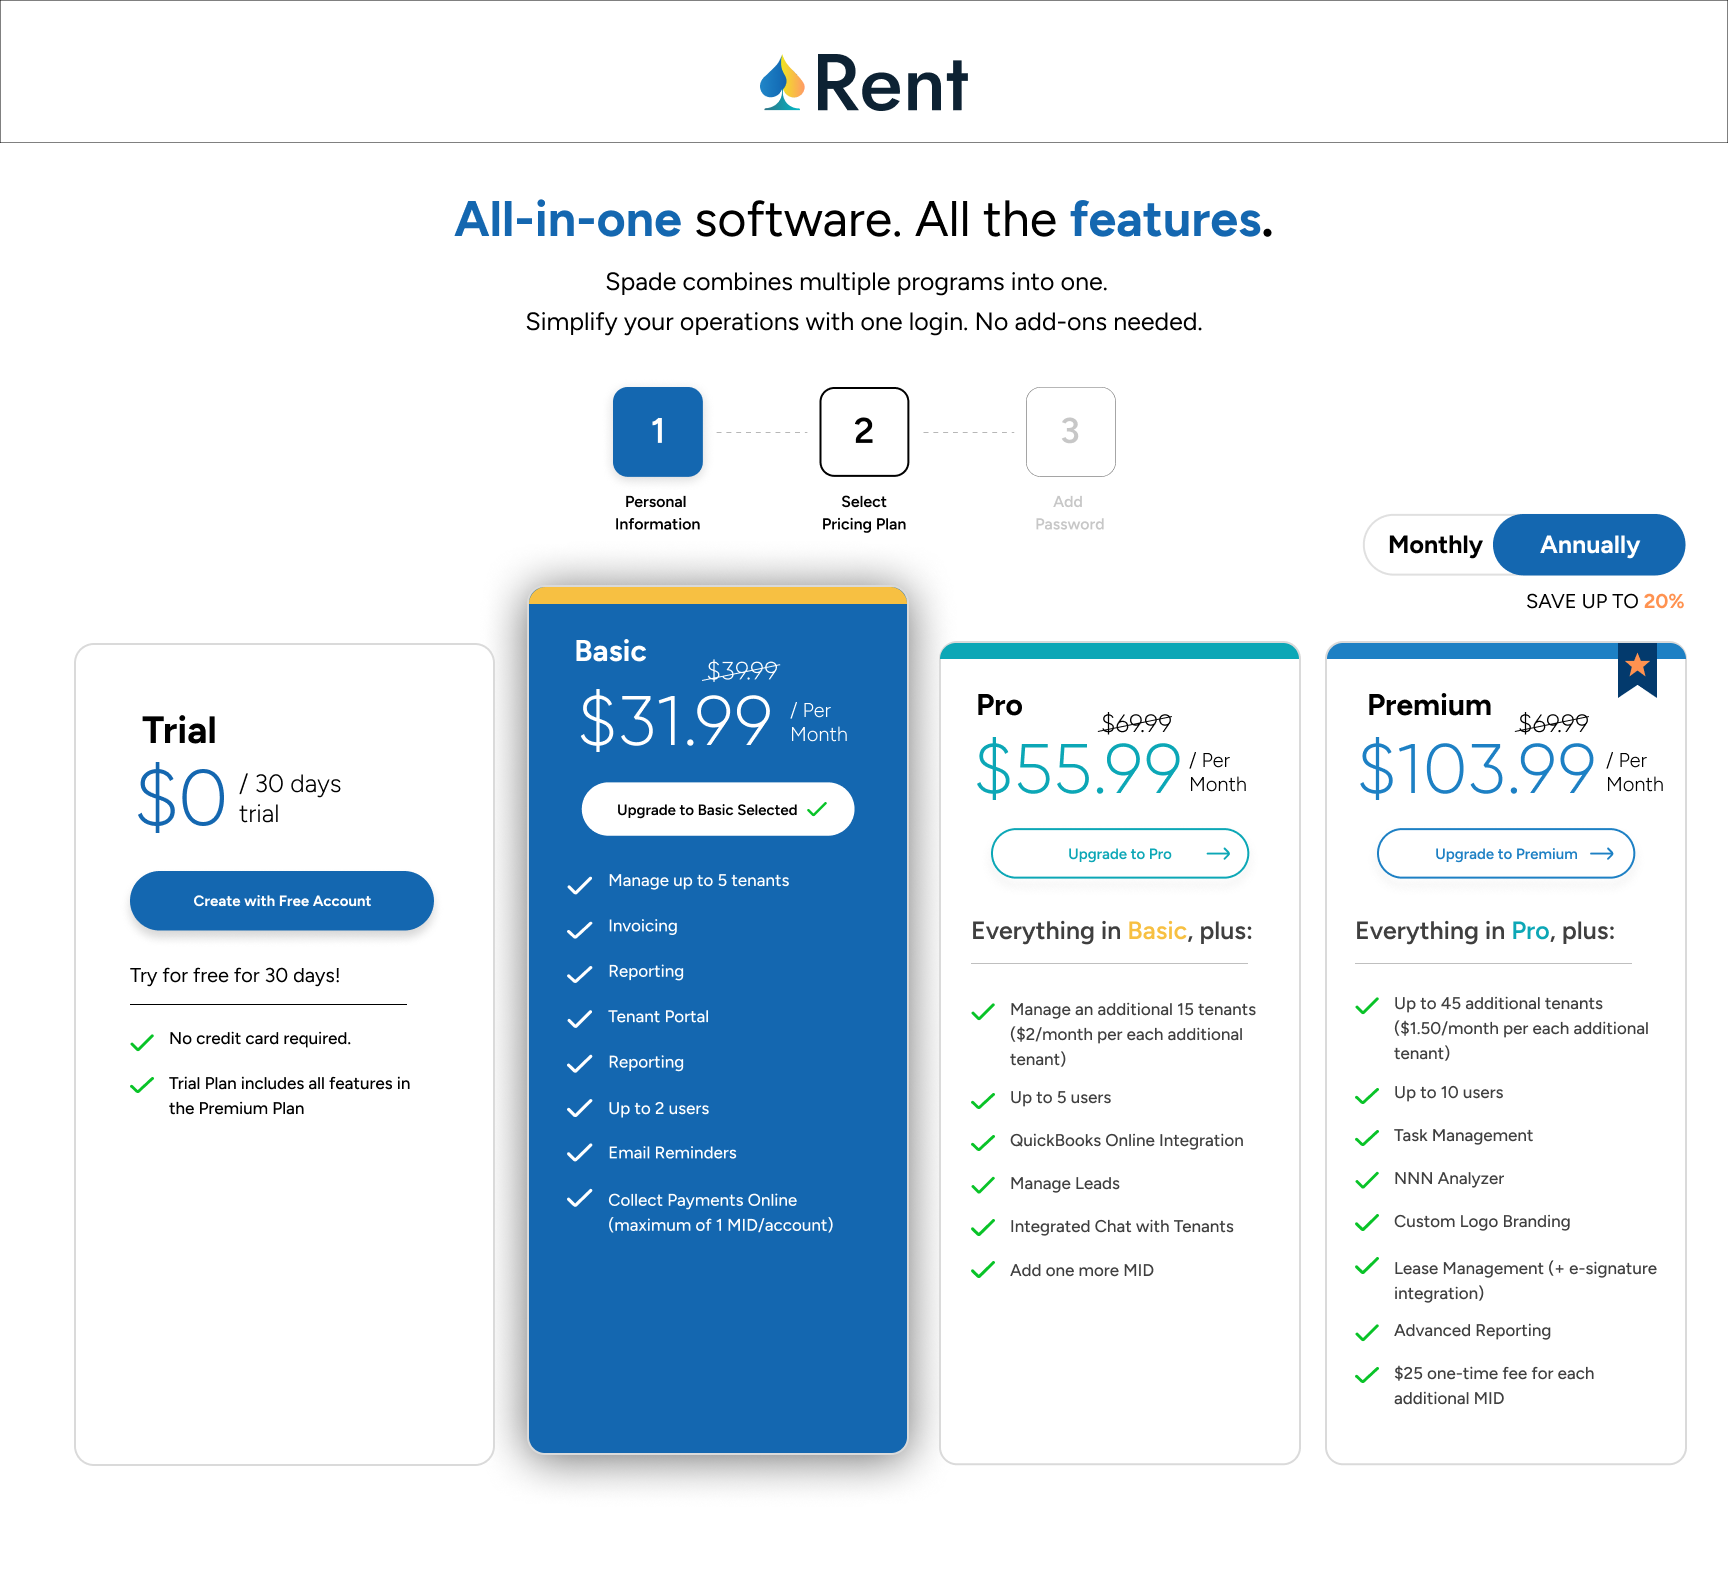 Rent
All-in-one software. All the features.
Spade combines multiple programs into one.
Simplify your operations with one login. No add-ons needed.
1
Personal
Information
2
Select
Pricing Plan
3
Add
Password
Monthly
Annually
SAVE UP TO 20%
Trial
$0
/ 30 days
trial
Create with Free Account
Try for free for 30 days!
No credit card required.
Trial Plan includes all features in
the Premium Plan
Basic
$39.99
$31.99
/ Per
Month
Upgrade to Basic Selected
Manage up to 5 tenants
Invoicing
Reporting
Tenant Portal
Reporting
Up to 2 users
Email Reminders
Collect Payments Online
(maximum of 1 MID/account)
Pro
$69.99
$55.99
/ Per
Month
Upgrade to Pro
Everything in Basic, plus:
Manage an additional 15 tenants
($2/month per each additional
tenant)
Up to 5 users
QuickBooks Online Integration
Manage Leads
Integrated Chat with Tenants
Add one more MID
Premium
$69.99
$103.99
/ Per
Month
Upgrade to Premium
Everything in Pro, plus:
Up to 45 additional tenants
($1.50/month per each additional
tenant)
Up to 10 users
Task Management
NNN Analyzer
Custom Logo Branding
Lease Management (+ e-signature
integration)
Advanced Reporting
$25 one-time fee for each
additional MID